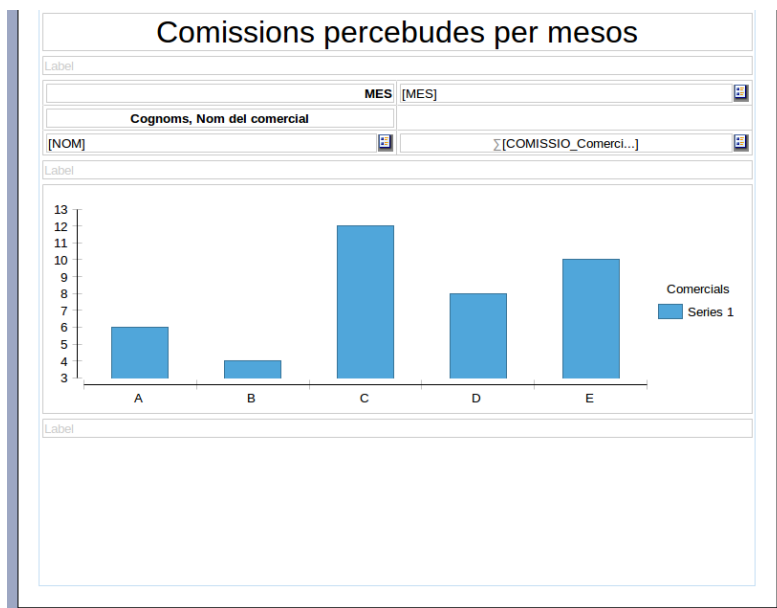 Comissions percebudes per mesos
Label
MES [MES]
Cognoms, Nom del comercial
[NOM] ∑[COMISSIO_Comerci...]
Label
13
12
11
10
9
8
7
6
5
4
3
A B C D E
Comercials
Series 1
Label